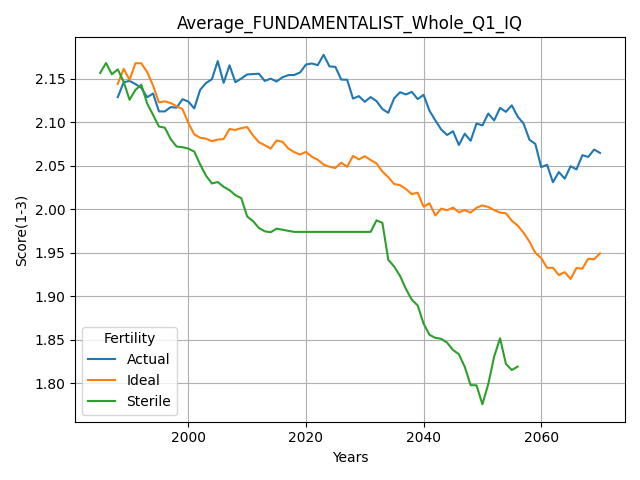 Average_FUNDAMENTALIST_Whole_Q1_IQ
Score(1-3)
2.15
2.10
2.05
2.00
1.95
1.90
1.85
1.80
Fertility
Actual
Ideal
Sterile
2000
2020
2040
2060
Years